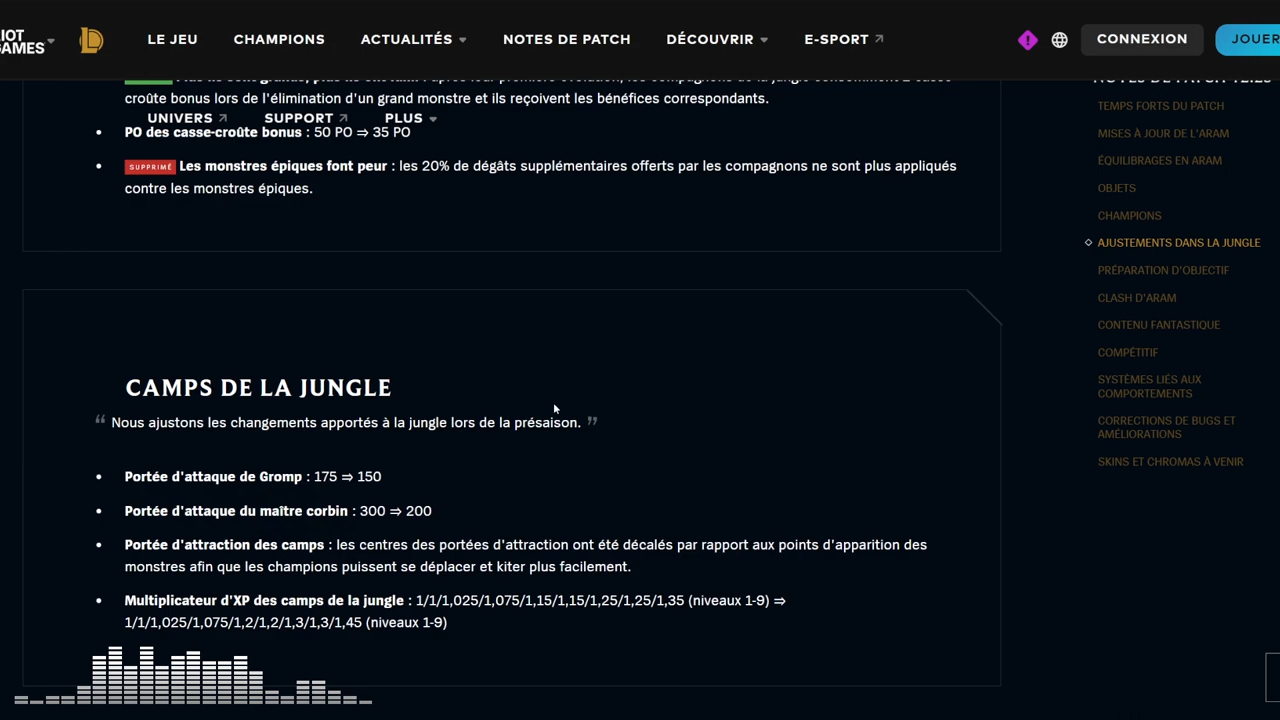 IOT
GAMES
LE JEU
CHAMPIONS
ACTUALITÉS
NOTES DE PATCH
DÉCOUVRIR
E-SPORT
CONNEXION
JOUER
UNIVERS
SUPPORT
PLUS
croûte bonus lors de l'élimination d'un grand monstre et ils reçoivent les bénéfices correspondants.
PO des casse-croûte bonus : 50 PO ⇒ 35 PO
SUPPRIMÉ Les monstres épiques font peur : les 20% de dégâts supplémentaires offerts par les compagnons ne sont plus appliqués
contre les monstres épiques.
CAMPS DE LA JUNGLE
“ Nous ajustons les changements apportés à la jungle lors de la présaison. ”
• Portée d'attaque de Gromp : 175 ⇒ 150
• Portée d'attaque du maître corbin : 300 ⇒ 200
• Portée d'attraction des camps : les centres des portées d'attraction ont été décalés par rapport aux points d'apparition des
monstres afin que les champions puissent se déplacer et kiter plus facilement.
• Multiplicateur d'XP des camps de la jungle : 1/1/1,025/1,075/1,15/1,15/1,25/1,25/1,35 (niveaux 1-9) ⇒
1/1/1,025/1,075/1,2/1,2/1,3/1,3/1,45 (niveaux 1-9)
TEMPS FORTS DU PATCH
MISES À JOUR DE L'ARAM
ÉQUILIBRAGES EN ARAM
OBJETS
CHAMPIONS
AJUSTEMENTS DANS LA JUNGLE
PRÉPARATION D'OBJECTIF
CLASH D'ARAM
CONTENU FANTASTIQUE
COMPÉTITIF
SYSTÈMES LIÉS AUX
COMPORTEMENTS
CORRECTIONS DE BUGS ET
AMÉLIORATIONS
SKINS ET CHROMAS À VENIR